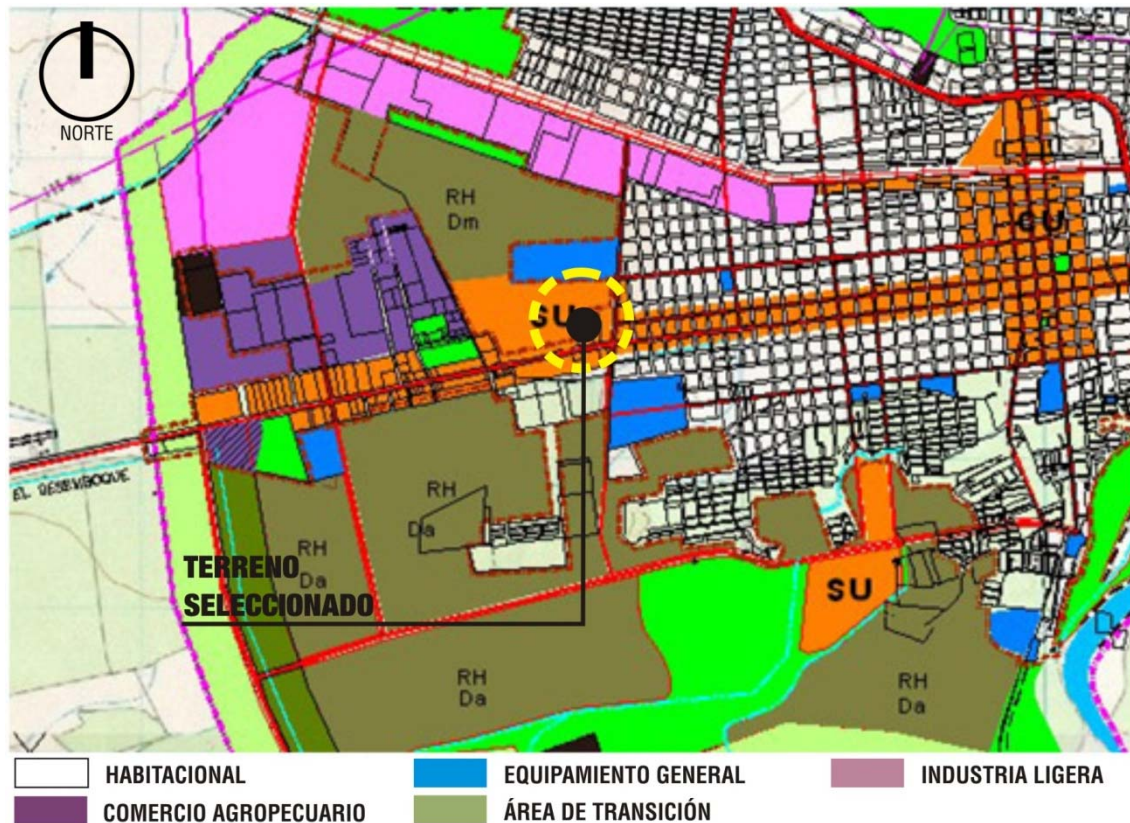 NORTE
RH
Dm
CU
SU
EL DESEMBOQUE
RH
Da
RH
Da
TERRENO
SELECCIONADO
SU
RH
Da
RH
Da
HABITACIONAL
EQUIPAMIENTO GENERAL
INDUSTRIA LIGERA
COMERCIO AGROPECUARIO
ÁREA DE TRANSICIÓN